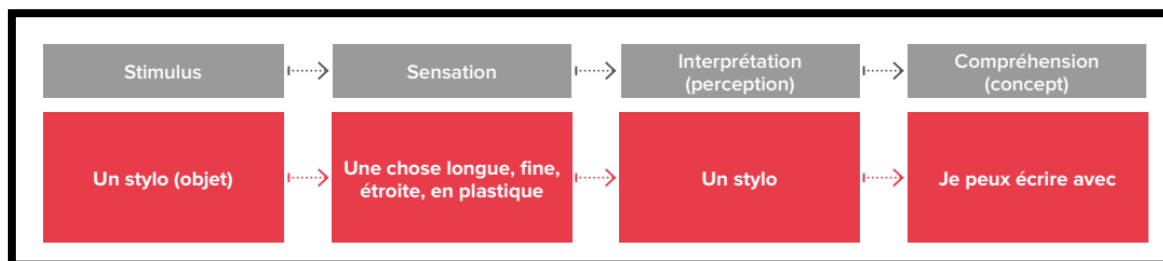 Stimulus
Sensation
Interprétation
(perception)
Compréhension
(concept)
Un stylo (objet)
Une chose longue, fine,
étroite, en plastique
Un stylo
Je peux écrire avec